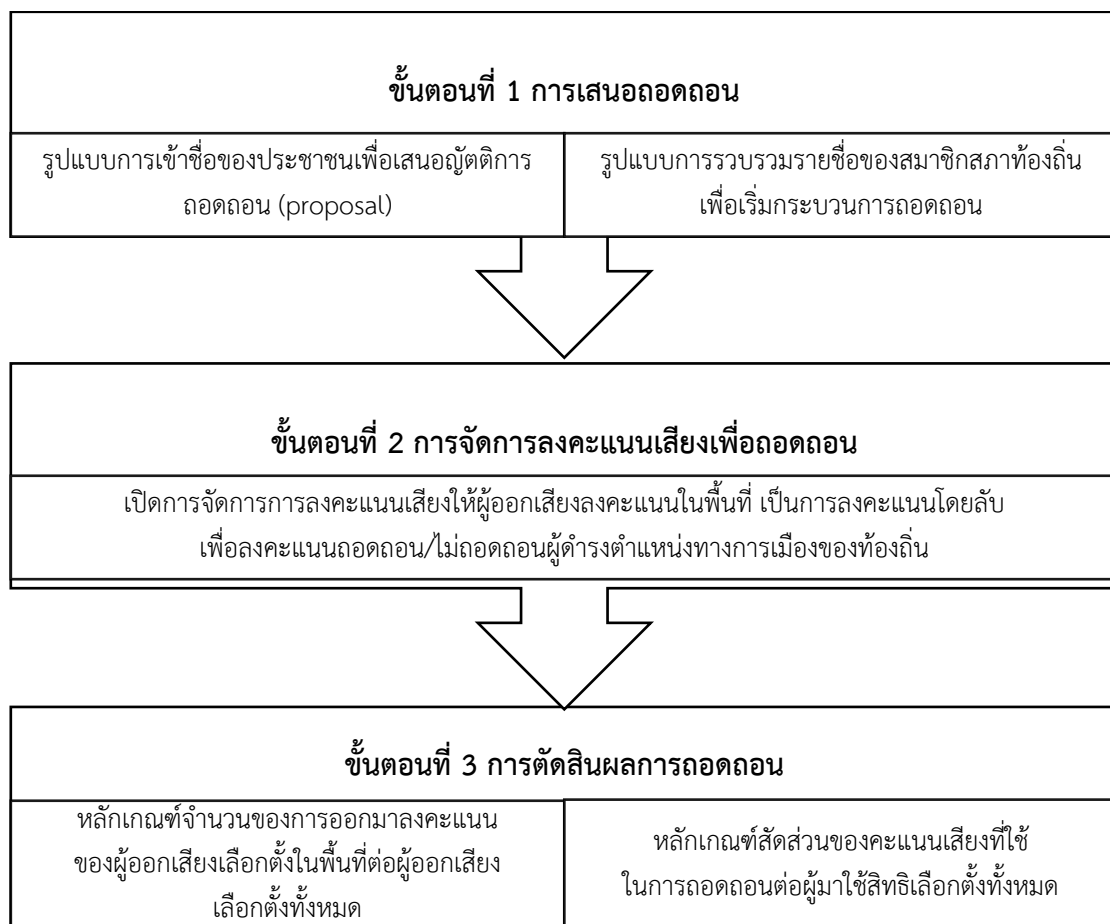 ขั้นตอนที่ 1 การเสนอถอดถอน
รูปแบบการเข้าชื่อของประชาชนเพื่อเสนอญัตติการ
ถอดถอน (proposal)
รูปแบบการรวบรวมรายชื่อของสมาชิกสภาท้องถิ่น
เพื่อเริ่มกระบวนการถอดถอน
ขั้นตอนที่ 2 การจัดการลงคะแนนเสียงเพื่อถอดถอน
เปิดการจัดการการลงคะแนนเสียงให้ผู้ออกเสียงลงคะแนนในพื้นที่ เป็นการลงคะแนนโดยลับ
เพื่อลงคะแนนถอดถอน/ไม่ถอดถอนผู้ดำรงตำแหน่งทางการเมืองของท้องถิ่น
ขั้นตอนที่ 3 การตัดสินผลการถอดถอน
หลักเกณฑ์จำนวนของการออกมาลงคะแนน
ของผู้ออกเสียงเลือกตั้งในพื้นที่ต่อผู้ออกเสียง
เลือกตั้งทั้งหมด
หลักเกณฑ์สัดส่วนของคะแนนเสียงที่ใช้
ในการถอดถอนต่อผู้มาใช้สิทธิเลือกตั้งทั้งหมด